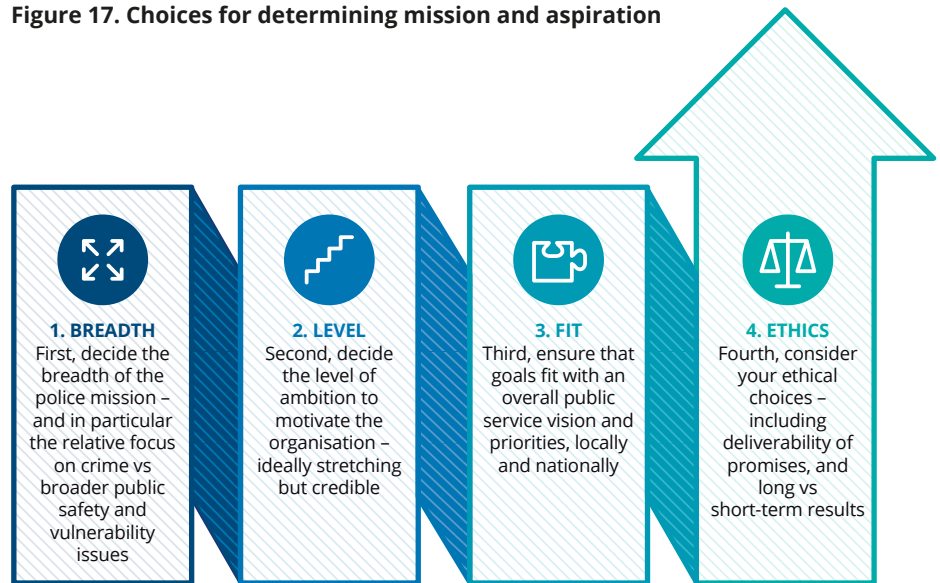 Figure 17. Choices for determining mission and aspiration
1. BREADTH
First, decide the
breadth of the
police mission –
and in particular
the relative focus
on crime vs
broader public
safety and
vulnerability
issues
2. LEVEL
Second, decide
the level of
ambition to
motivate the
organisation –
ideally stretching
but credible
3. FIT
Third, ensure that
goals fit with an
overall public
service vision and
priorities, locally
and nationally
4. ETHICS
Fourth, consider
your ethical
choices –
including
deliverability of
promises, and
long vs
short-term results